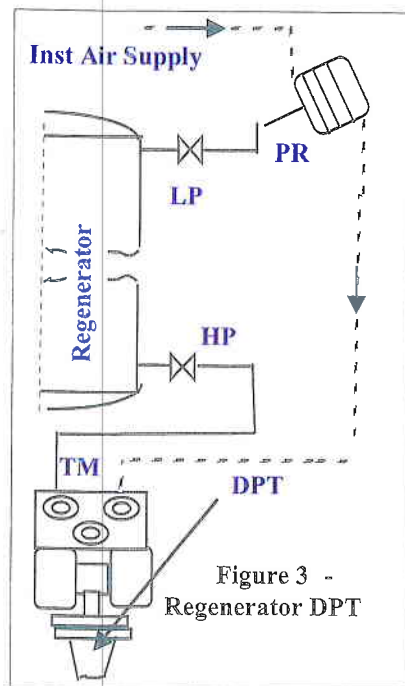 Inst Air Supply
PR
LP
Regenerator
HP
TM
DPT
Figure 3 -
Regenerator DPT